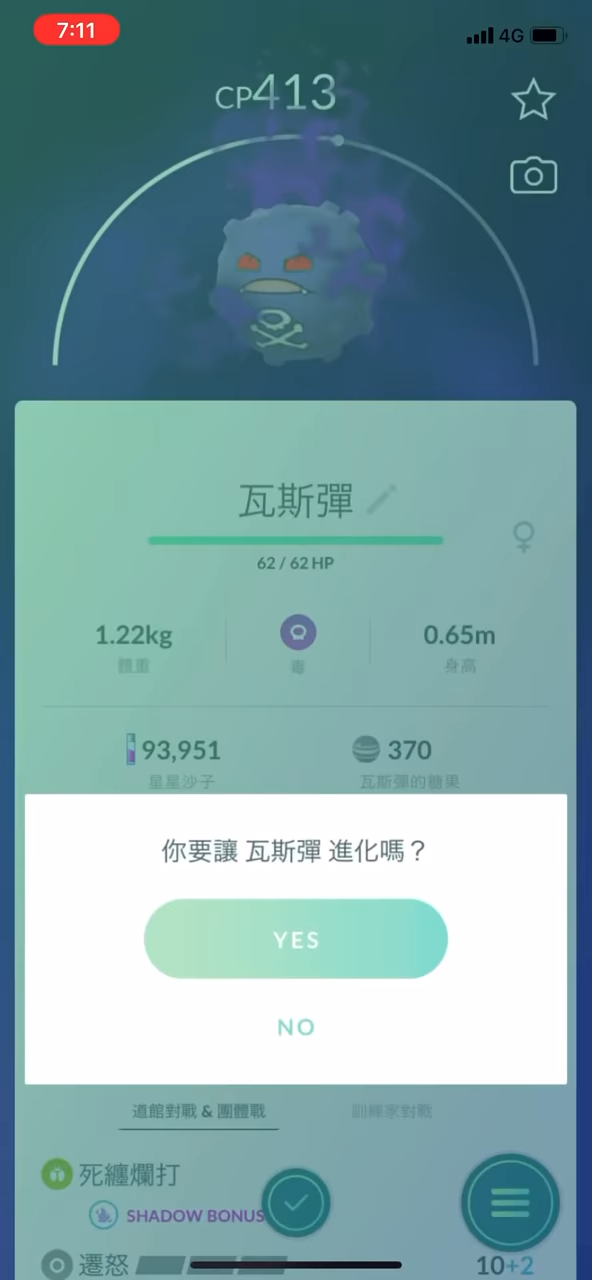 7:11
4G
CP413
瓦斯彈
62 / 62 HP
1.22kg
0.65m
體重
毒
身高
93,951
370
星星沙子
瓦斯彈的糖果
你要讓 瓦斯彈 進化嗎？
YES
NO
道館對戰 & 團體戰
訓練家對戰
死纏爛打
SHADOW BONUS
遷怒
10+2